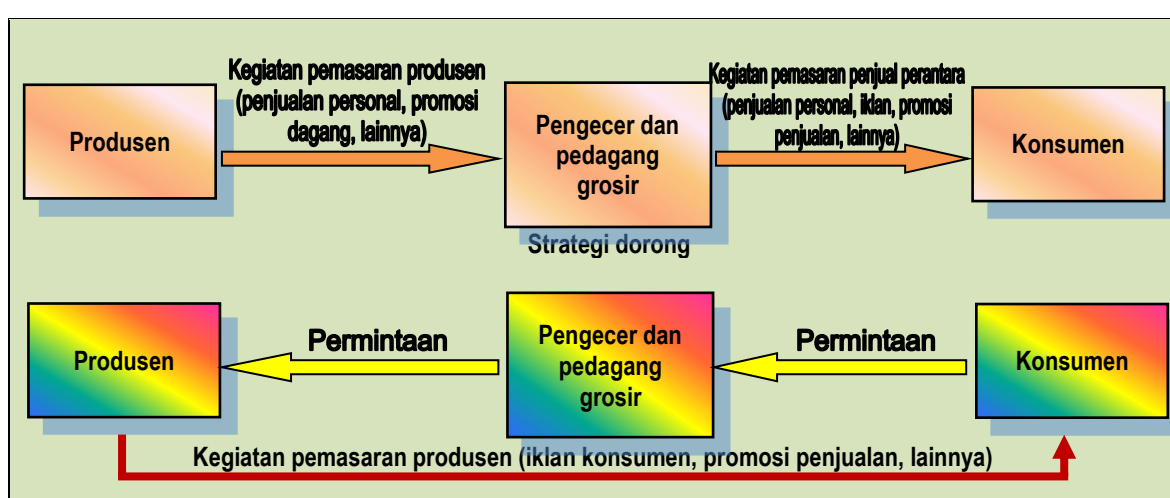 Kegiatan pemasaran produsen
(penjualan personal, promosi
dagang, lainnya)
Kegiatan pemasaran penjual perantara
(penjualan personal, iklan, promosi
penjualan, lainnya)
Produsen
Pengecer dan
pedagang
grosir
Konsumen
Strategi dorong
Produsen
Permintaan
Pengecer dan
pedagang
grosir
Permintaan
Konsumen
Kegiatan pemasaran produsen (iklan konsumen, promosi penjualan, lainnya)